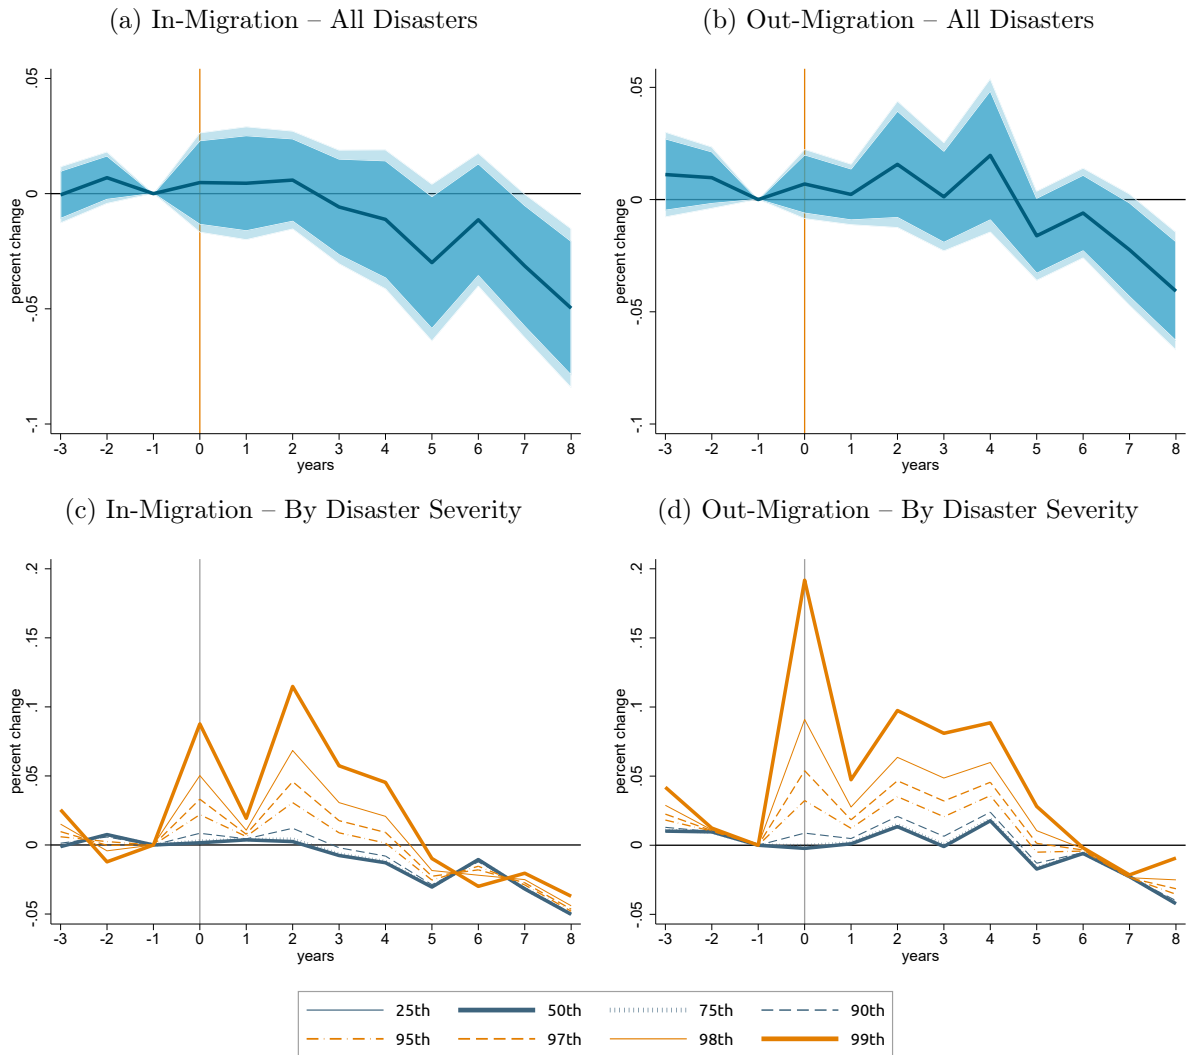 (a) In-Migration – All Disasters
percent change
.05
0
-.05
-.1
-3 -2 -1 0 1 2 3 4 5 6 7 8
years
(b) Out-Migration – All Disasters
percent change
.05
0
-.05
-.1
-3 -2 -1 0 1 2 3 4 5 6 7 8
years
(c) In-Migration – By Disaster Severity
percent change
.2
.15
.1
.05
0
-.05
-3 -2 -1 0 1 2 3 4 5 6 7 8
years
(d) Out-Migration – By Disaster Severity
percent change
.2
.15
.1
.05
0
-.05
-3 -2 -1 0 1 2 3 4 5 6 7 8
years
25th 50th 75th 90th
95th 97th 98th 99th